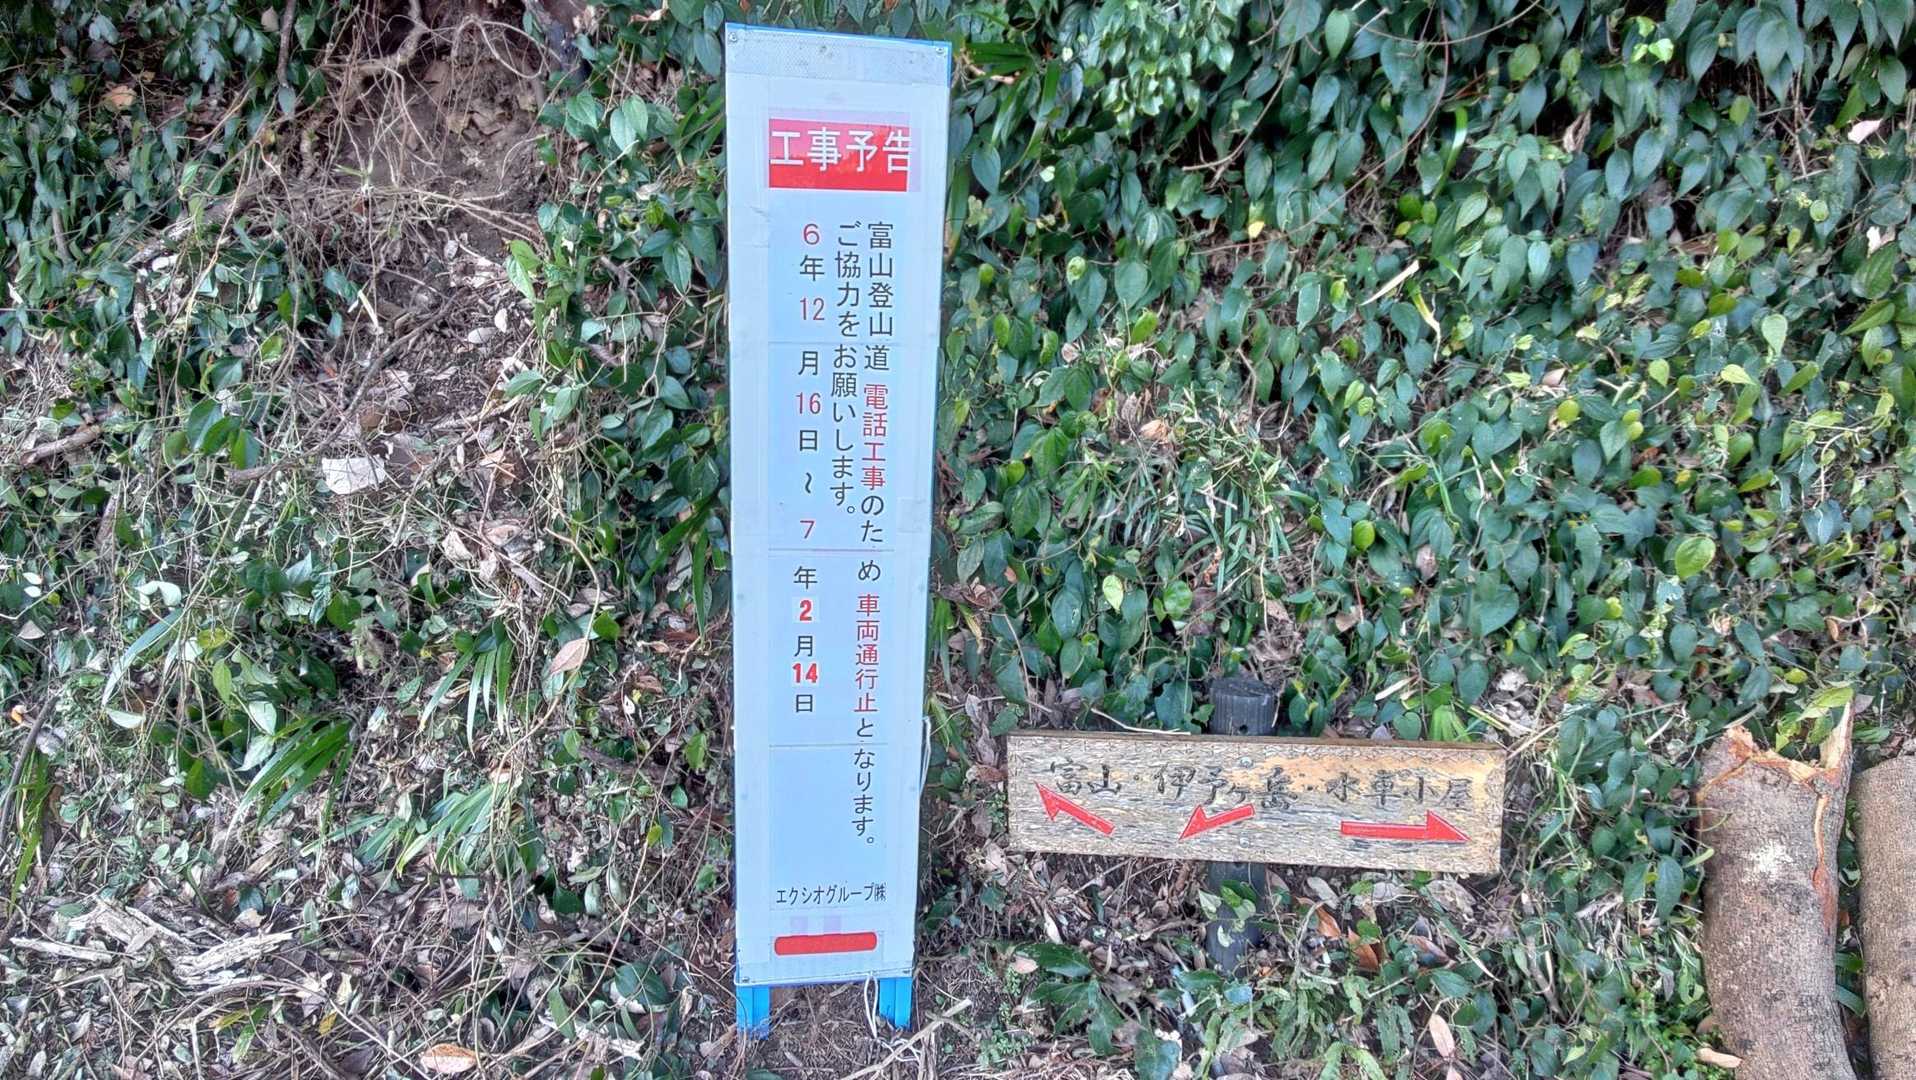 工事予告
富山登山道 電話工事のため 車両通行止となります。
ご協力をお願いします。
6年12月16日～7年2月14日
エクシオグループ㈱
富山・伊予ヶ岳・水車小屋